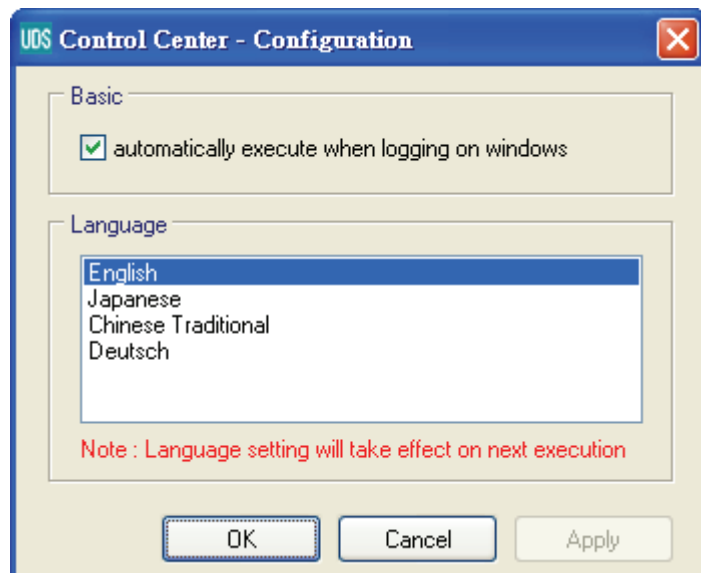 UDS Control Center - Configuration
Basic
automatically execute when logging on windows
Language
English
Japanese
Chinese Traditional
Deutsch
Note : Language setting will take effect on next execution
OK Cancel Apply